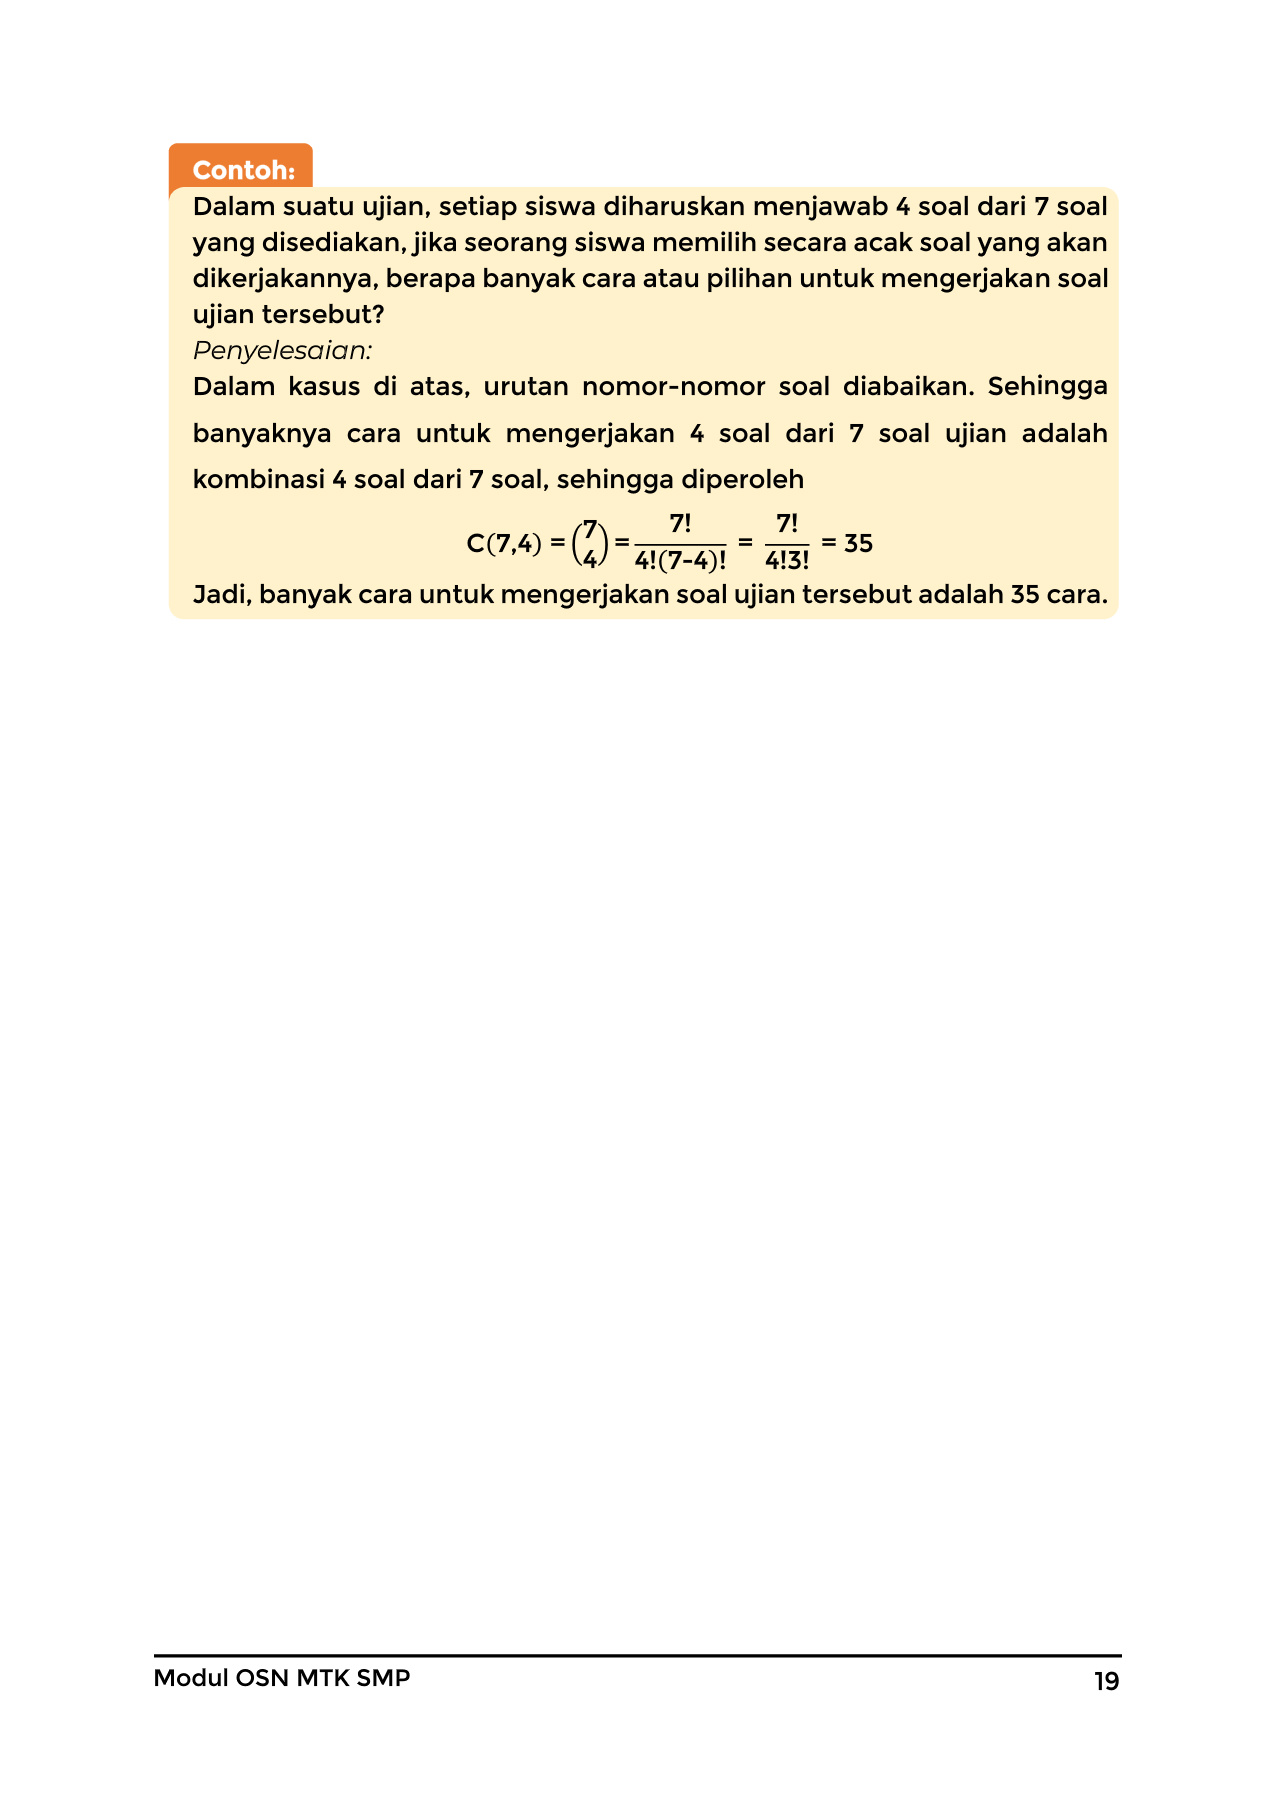 Contoh:
Dalam suatu ujian, setiap siswa diharuskan menjawab 4 soal dari 7 soal
yang disediakan, jika seorang siswa memilih secara acak soal yang akan
dikerjakannya, berapa banyak cara atau pilihan untuk mengerjakan soal
ujian tersebut?
Penyelesaian:
Dalam kasus di atas, urutan nomor-nomor soal diabaikan. Sehingga
banyaknya cara untuk mengerjakan 4 soal dari 7 soal ujian adalah
kombinasi 4 soal dari 7 soal, sehingga diperoleh
C(7,4) = (7 4) = 7!/4!(7-4)! = 7!/4!3! = 35
Jadi, banyak cara untuk mengerjakan soal ujian tersebut adalah 35 cara.
Modul OSN MTK SMP
19